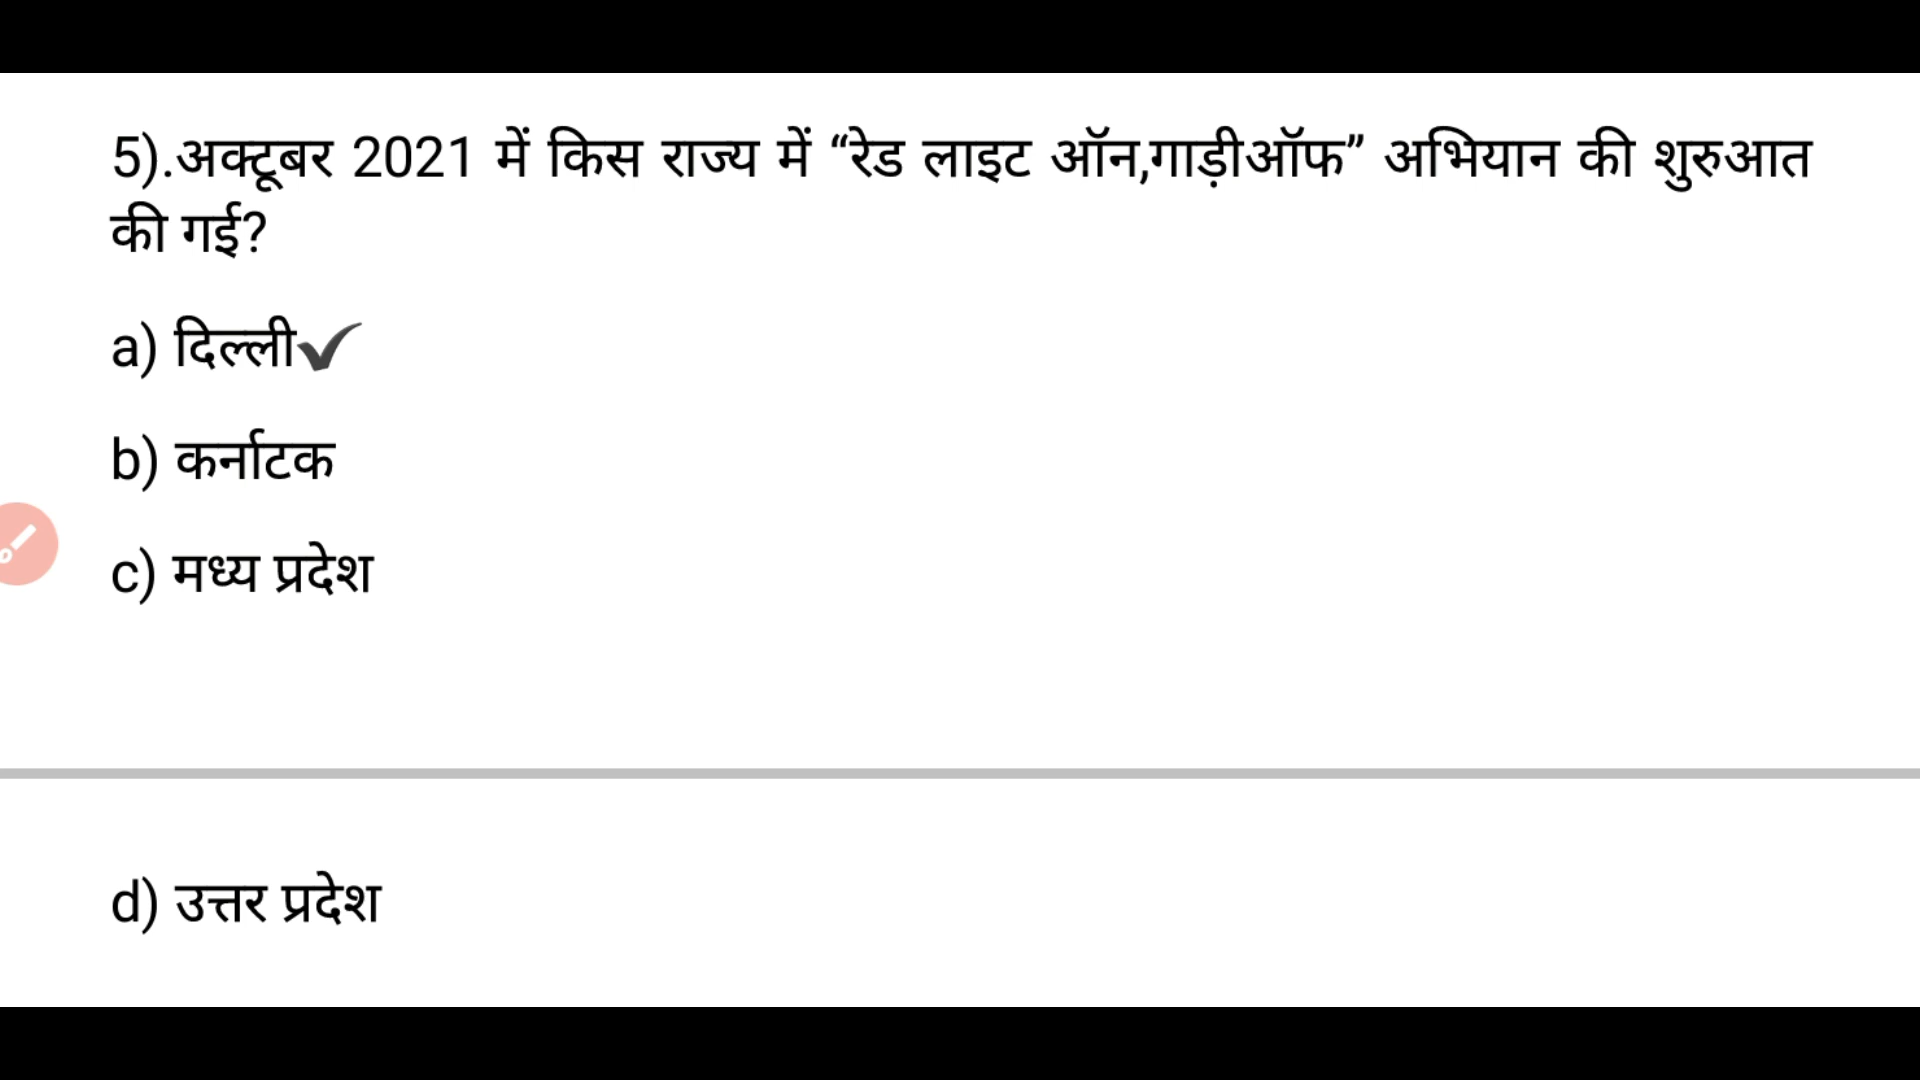 5).अक्टूबर 2021 में किस राज्य में “रेड लाइट ऑन,गाड़ीऑफ” अभियान की शुरुआत
की गई?
a) दिल्ली✔
b) कर्नाटक
c) मध्य प्रदेश
d) उत्तर प्रदेश